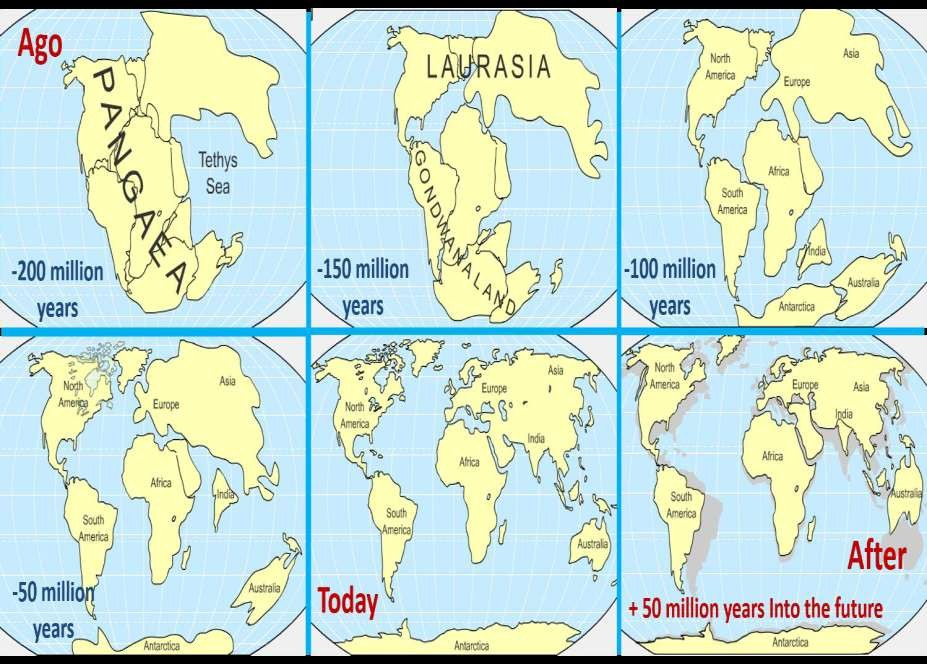 Ago
PANGAEA
Tethys
Sea
-200 million
years
LAURASIA
GONDWANALAND
-150 million
years
North
America
Europe
Asia
Africa
South
America
India
Australia
Antarctica
-100 million
years
North
America
Europe
Asia
Africa
India
South
America
Australia
Antarctica
-50 million
years
North
America
Europe
Asia
India
Africa
South
America
Australia
Antarctica
Today
North
America
Europe
Asia
India
Africa
South
America
Australia
Antarctica
After
+ 50 million years Into the future